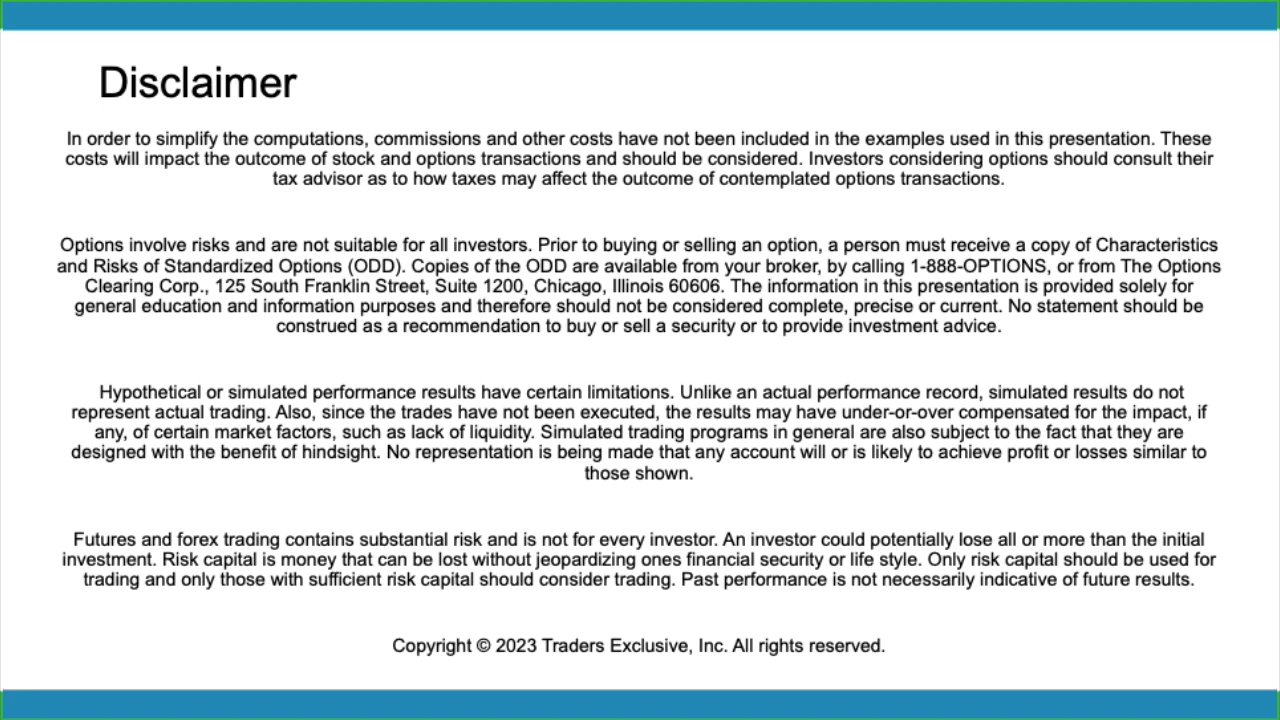 Disclaimer
In order to simplify the computations, commissions and other costs have not been included in the examples used in this presentation. These
costs will impact the outcome of stock and options transactions and should be considered. Investors considering options should consult their
tax advisor as to how taxes may affect the outcome of contemplated options transactions.
Options involve risks and are not suitable for all investors. Prior to buying or selling an option, a person must receive a copy of Characteristics
and Risks of Standardized Options (ODD). Copies of the ODD are available from your broker, by calling 1-888-OPTIONS, or from The Options
Clearing Corp., 125 South Franklin Street, Suite 1200, Chicago, Illinois 60606. The information in this presentation is provided solely for
general education and information purposes and therefore should not be considered complete, precise or current. No statement should be
construed as a recommendation to buy or sell a security or to provide investment advice.
Hypothetical or simulated performance results have certain limitations. Unlike an actual performance record, simulated results do not
represent actual trading. Also, since the trades have not been executed, the results may have under-or-over compensated for the impact, if
any, of certain market factors, such as lack of liquidity. Simulated trading programs in general are also subject to the fact that they are
designed with the benefit of hindsight. No representation is being made that any account will or is likely to achieve profit or losses similar to
those shown.
Futures and forex trading contains substantial risk and is not for every investor. An investor could potentially lose all or more than the initial
investment. Risk capital is money that can be lost without jeopardizing ones financial security or life style. Only risk capital should be used for
trading and only those with sufficient risk capital should consider trading. Past performance is not necessarily indicative of future results.
Copyright © 2023 Traders Exclusive, Inc. All rights reserved.